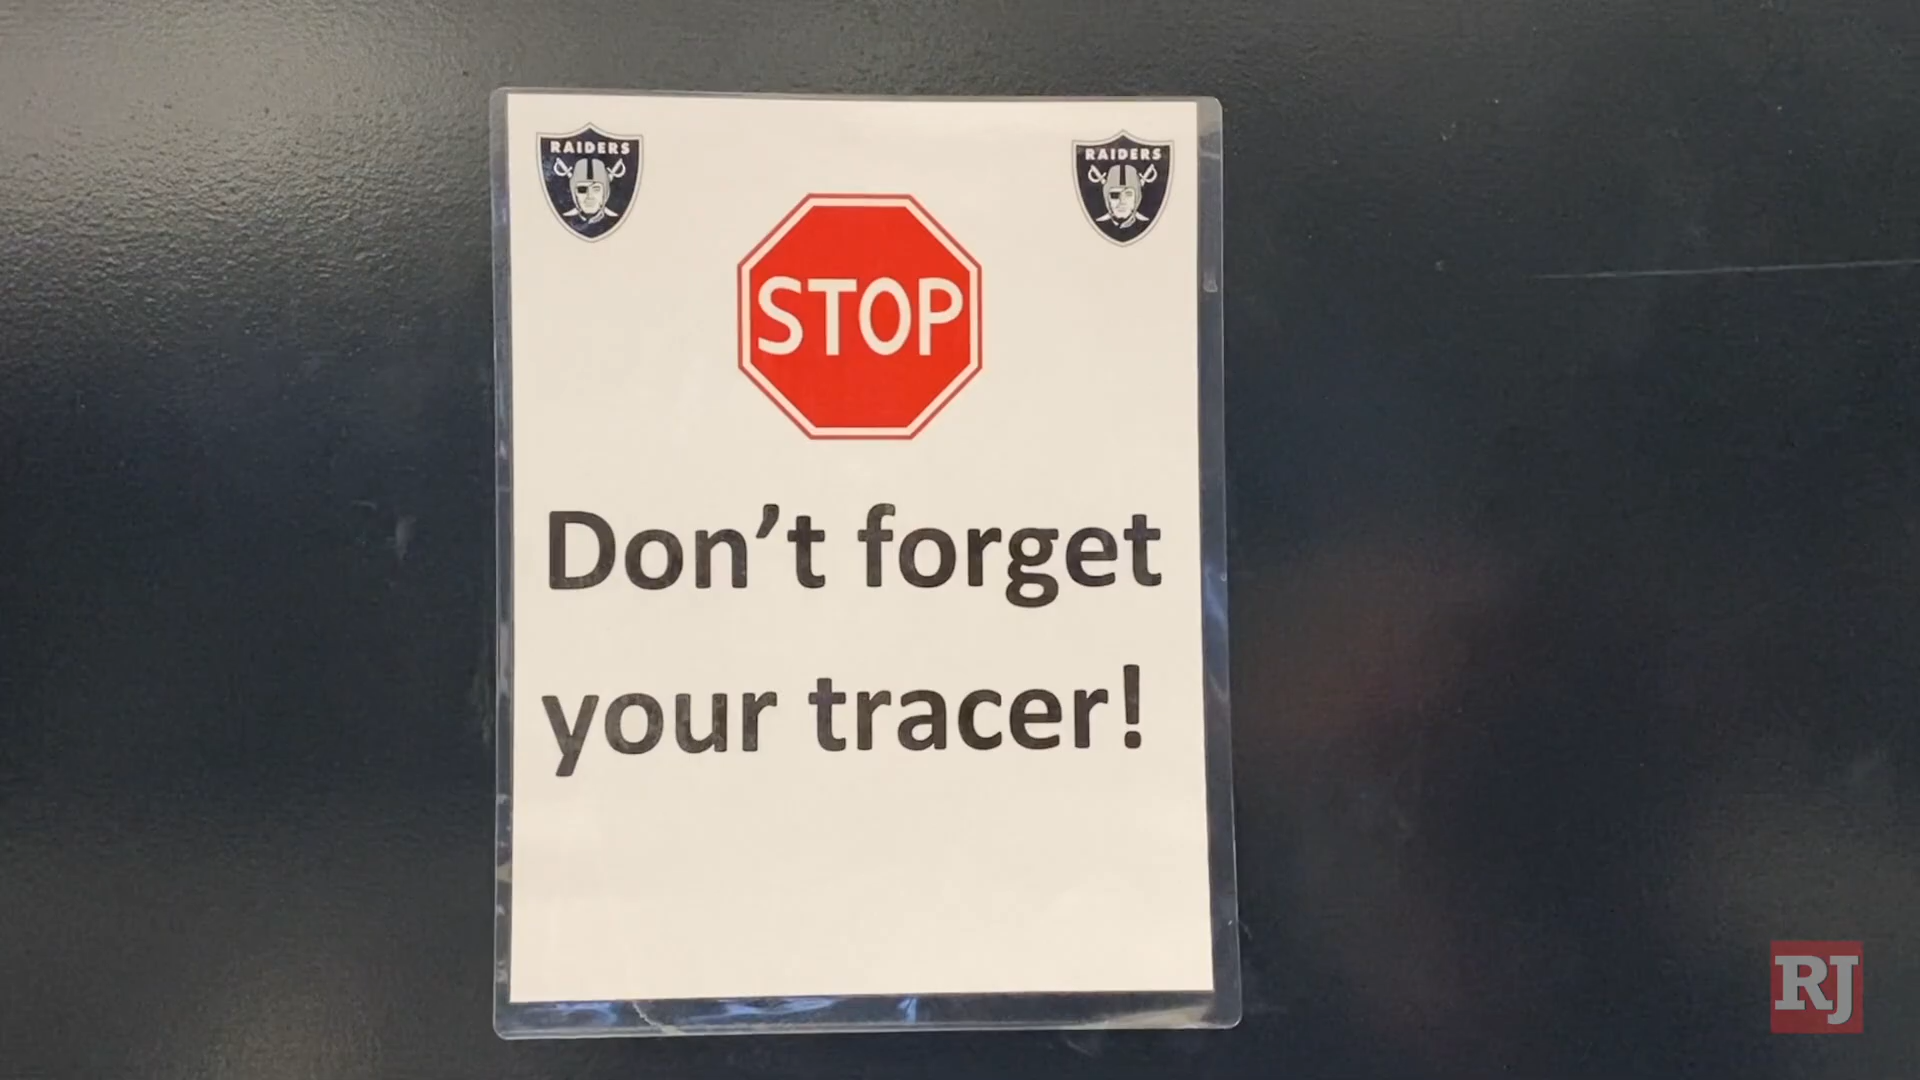 RAIDERS
RAIDERS
STOP
Don't forget
your tracer!
RJ